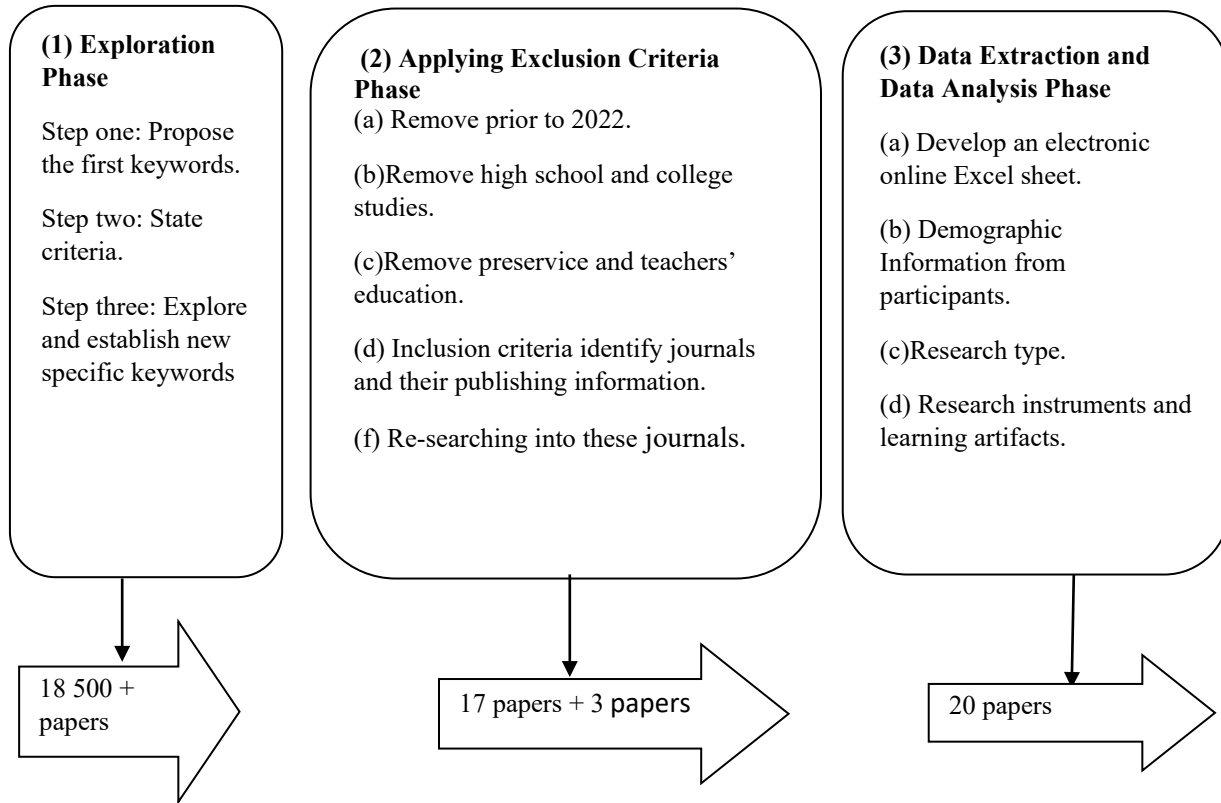 (1) Exploration
Phase
Step one: Propose
the first keywords.
Step two: State
criteria.
Step three: Explore
and establish new
specific keywords
18 500 +
papers
(2) Applying Exclusion Criteria
Phase
(a) Remove prior to 2022.
(b)Remove high school and college
studies.
(c)Remove preservice and teachers’
education.
(d) Inclusion criteria identify journals
and their publishing information.
(f) Re-searching into these journals.
17 papers + 3 papers
(3) Data Extraction and
Data Analysis Phase
(a) Develop an electronic
online Excel sheet.
(b) Demographic
Information from
participants.
(c)Research type.
(d) Research instruments and
learning artifacts.
20 papers